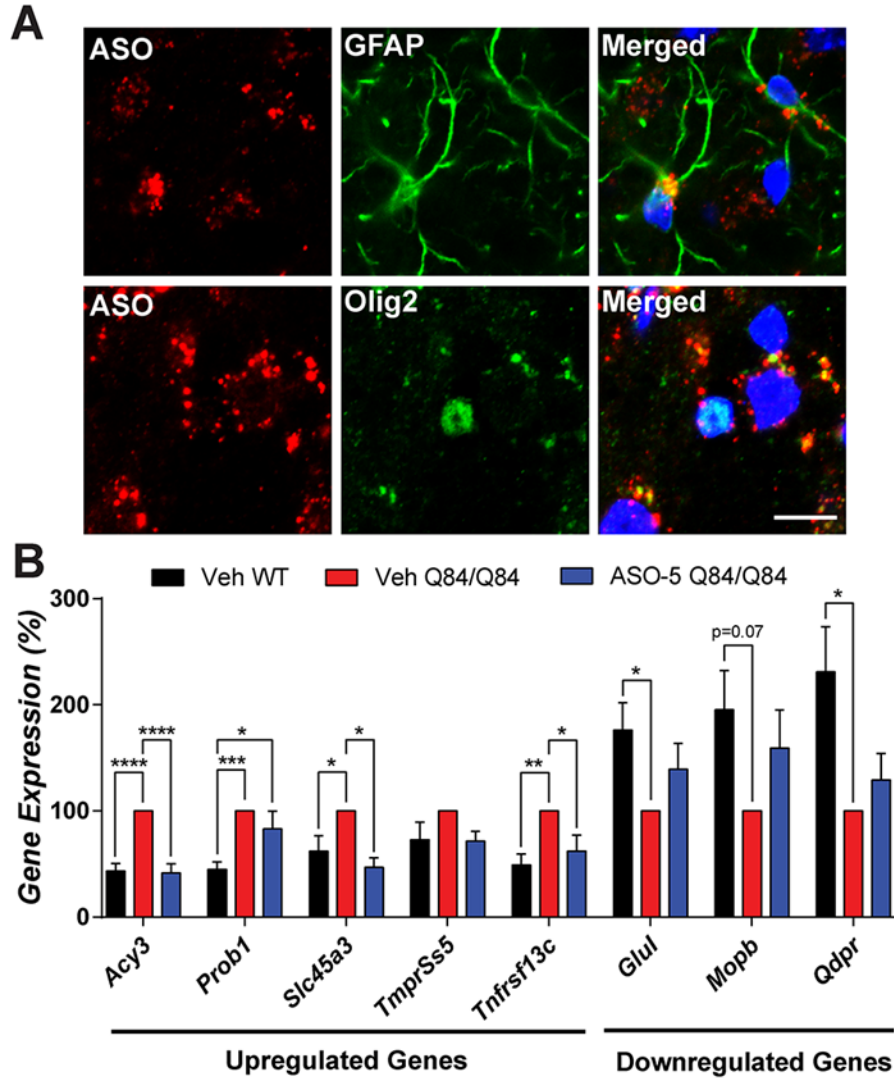 A
ASO GFAP Merged
ASO Olig2 Merged
B
Veh WT Veh Q84/Q84 ASO-5 Q84/Q84
Gene Expression (%)
300
200
100
0
**** ****
*** *
* *
** *
*
p=0.07
*
Acy3 Prob1 Slc45a3 TmprSs5 Tnfrsf13c Glul Mopb Qdpr
Upregulated Genes Downregulated Genes